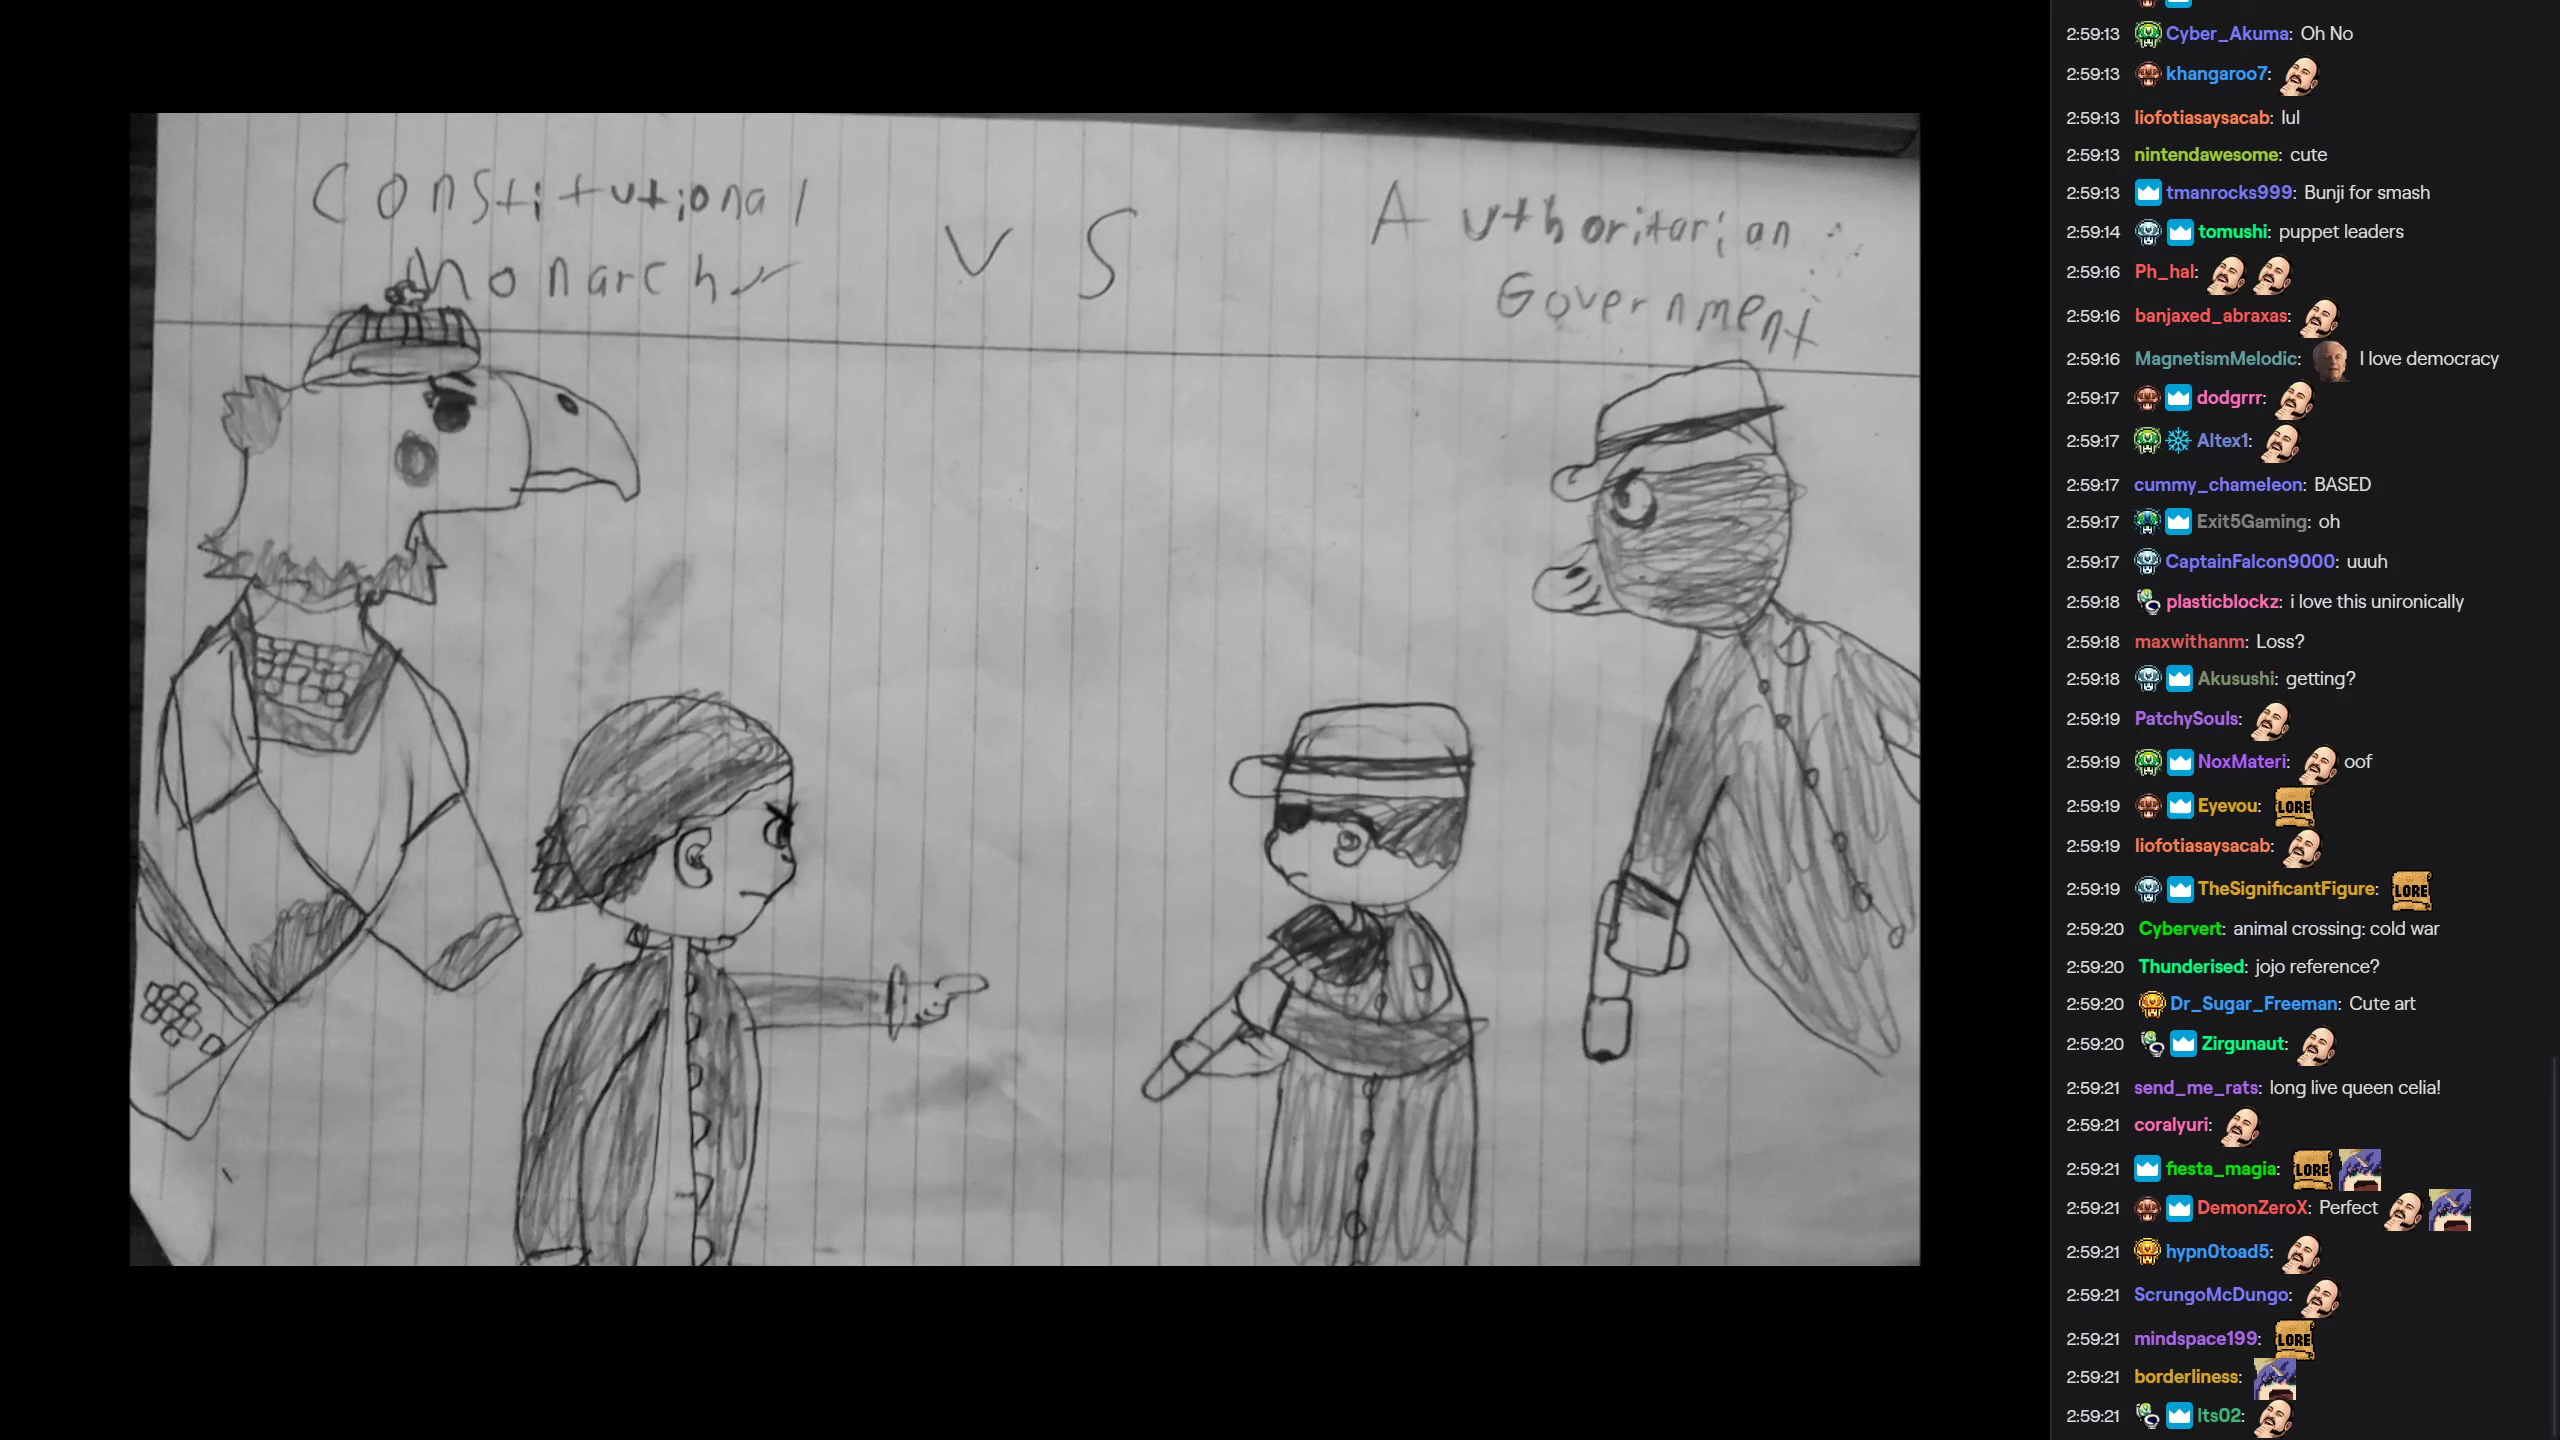 Constitutional
Monarchy
VS
Authoritarian
Government
2:59:13 Cyber_Akuma: Oh No
2:59:13 khangaroo7:
2:59:13 liofotiasaysacab: lul
2:59:13 nintendawesome: cute
2:59:13 tmanrocks999: Bunji for smash
2:59:14 tomushi: puppet leaders
2:59:16 Ph_hal:
2:59:16 banjaxed_abraxas:
2:59:16 MagnetismMelodic: I love democracy
2:59:17 dodgrrr:
2:59:17 Altex1:
2:59:17 cummy_chameleon: BASED
2:59:17 Exit5Gaming: oh
2:59:17 CaptainFalcon9000: uuuh
2:59:18 plasticblockz: i love this unironically
2:59:18 maxwithanm: Loss?
2:59:18 Akusushi: getting?
2:59:19 PatchySouls:
2:59:19 NoxMateri: oof
2:59:19 Eyevou: LORE
2:59:19 liofotiasaysacab:
2:59:19 TheSignificantFigure: LORE
2:59:20 Cybervert: animal crossing: cold war
2:59:20 Thunderised: jojo reference?
2:59:20 Dr_Sugar_Freeman: Cute art
2:59:20 Zirgunaut:
2:59:21 send_me_rats: long live queen celia!
2:59:21 coralyuri:
2:59:21 fiesta_magia: LORE
2:59:21 DemonZeroX: Perfect
2:59:21 hypn0toad5:
2:59:21 ScrungoMcDungo:
2:59:21 mindspace199: LORE
2:59:21 borderliness:
2:59:21 Its02: